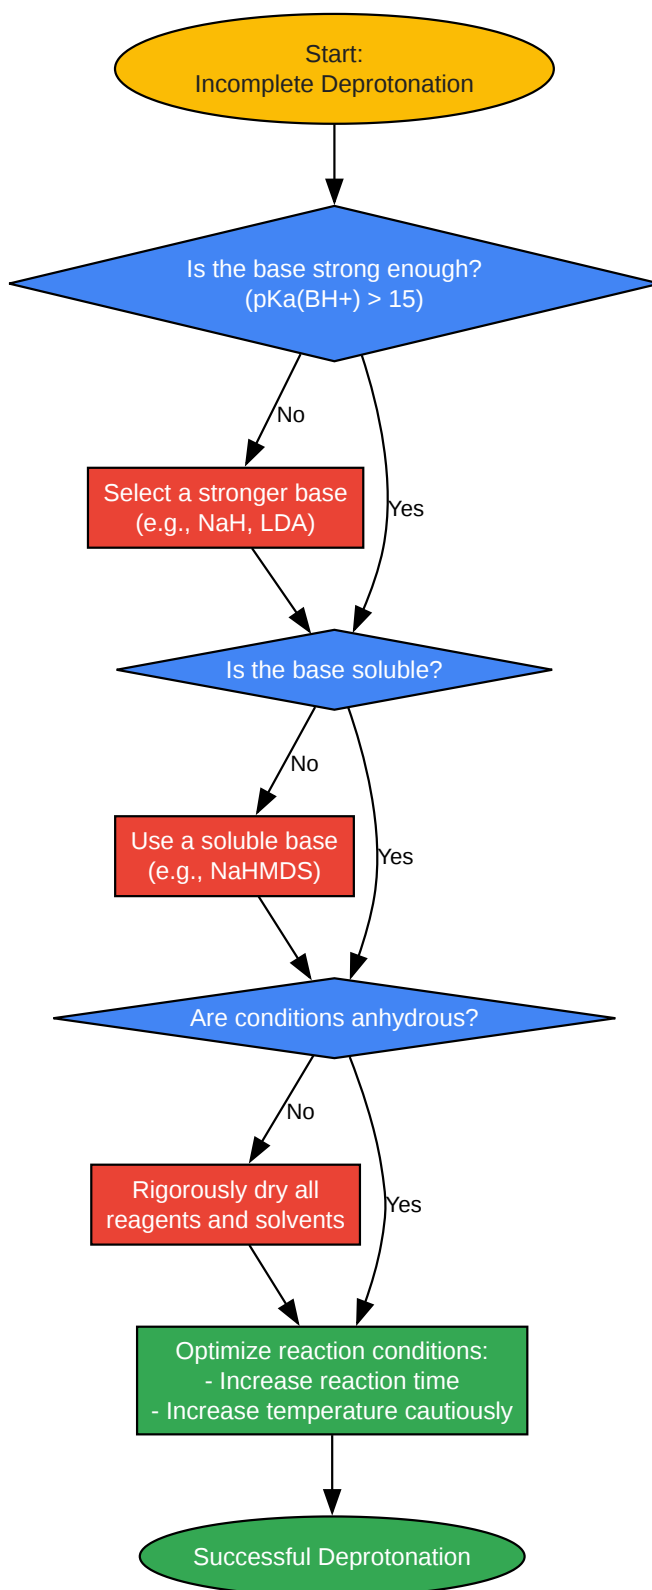 Start:
Incomplete Deprotonation
Is the base strong enough?
(pKa(BH+) > 15)
No
Select a stronger base
(e.g., NaH, LDA)
Yes
Is the base soluble?
No
Use a soluble base
(e.g., NaHMDS)
Yes
Are conditions anhydrous?
No
Rigorously dry all
reagents and solvents
Yes
Optimize reaction conditions:
- Increase reaction time
- Increase temperature cautiously
Successful Deprotonation